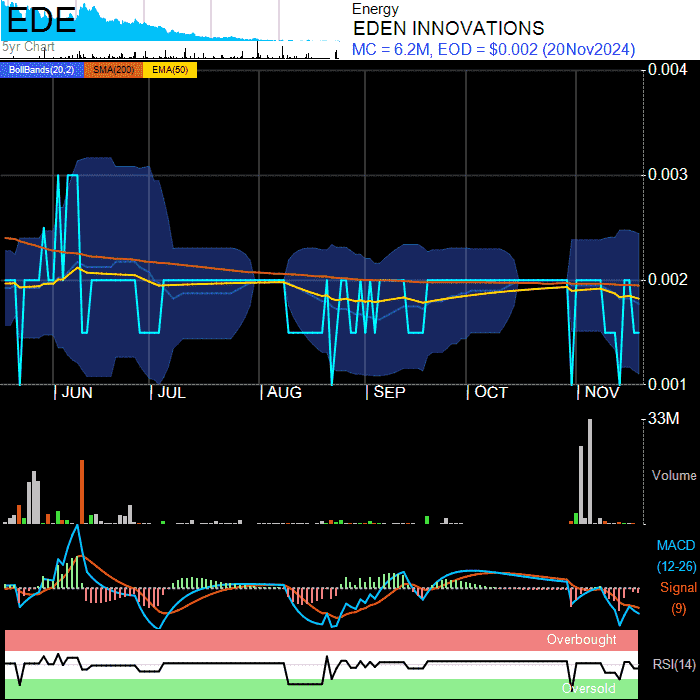 EDE
5yr Chart
Energy
EDEN INNOVATIONS
MC = 6.2M, EOD = $0.002 (20Nov2024)
BollBands(20,2) SMA(200) EMA(50)
0.004
0.003
0.002
0.001
JUN JUL AUG SEP OCT NOV
33M
Volume
MACD
(12-26)
Signal
(9)
Overbought
RSI(14)
Oversold